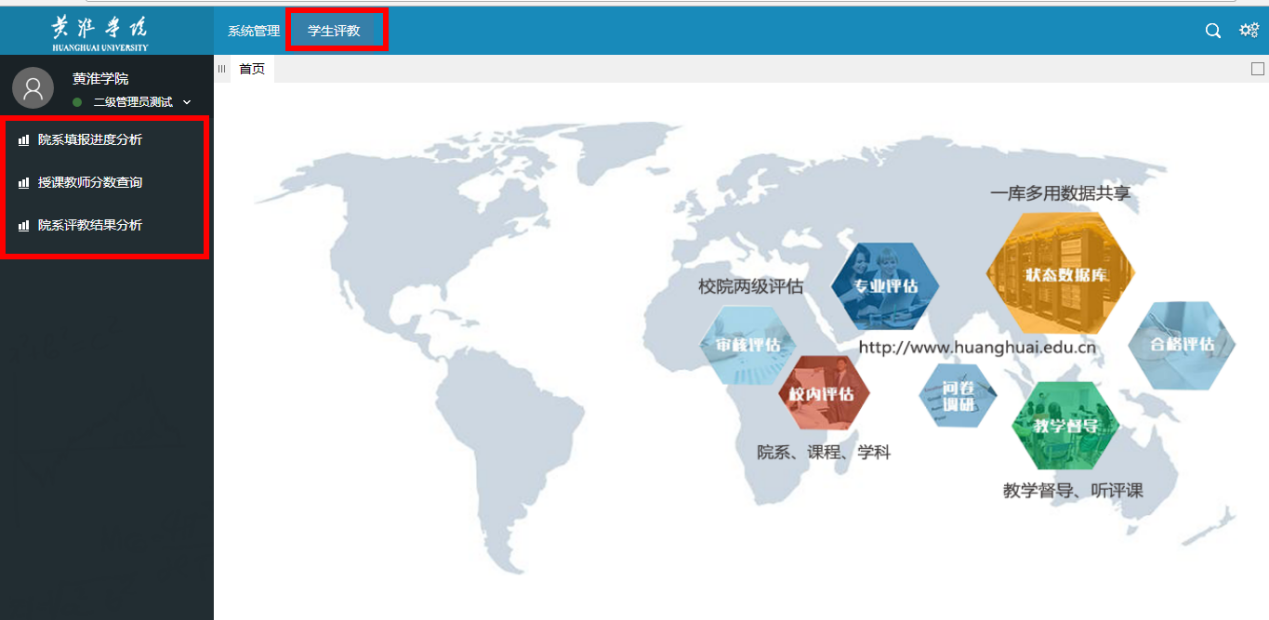 黄淮学院
HUANGHUAI UNIVERSITY
系统管理
学生评教
黄淮学院
二级管理员测试
首页
院系填报进度分析
授课教师分数查询
院系评教结果分析
一库多用数据共享
状态数据库
校院两级评估
专业评估
审核评估
http://www.huanghuai.edu.cn
合格评估
校内评估
问卷
调研
教学督导
院系、课程、学科
教学督导、听评课